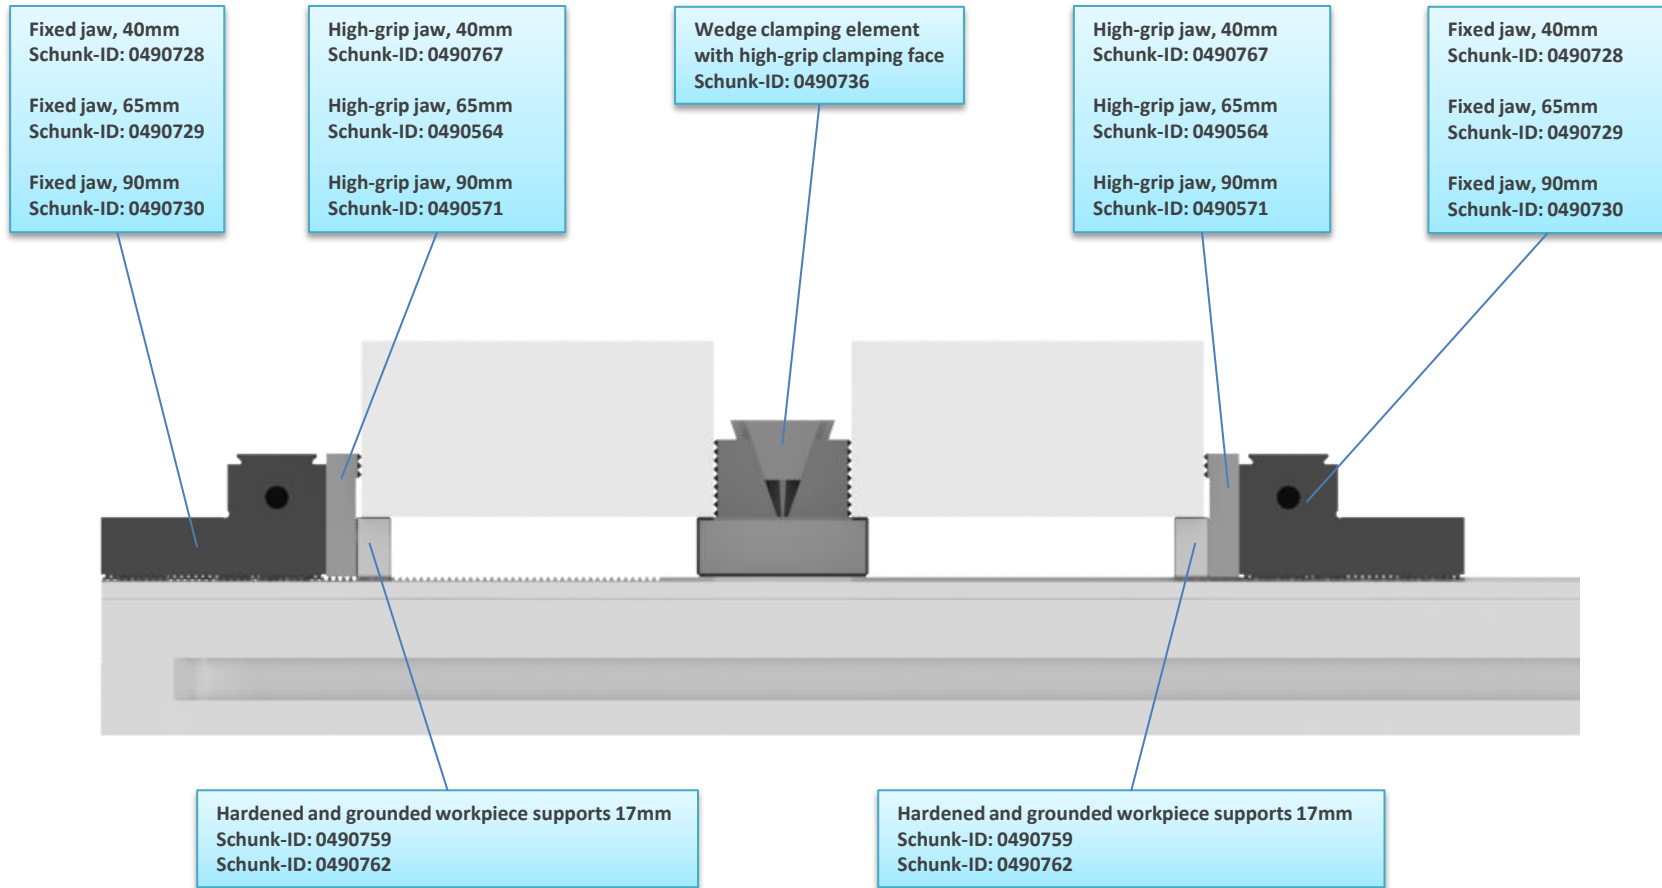 Fixed jaw, 40mm
Schunk-ID: 0490728
Fixed jaw, 65mm
Schunk-ID: 0490729
Fixed jaw, 90mm
Schunk-ID: 0490730
High-grip jaw, 40mm
Schunk-ID: 0490767
High-grip jaw, 65mm
Schunk-ID: 0490564
High-grip jaw, 90mm
Schunk-ID: 0490571
Wedge clamping element
with high-grip clamping face
Schunk-ID: 0490736
High-grip jaw, 40mm
Schunk-ID: 0490767
High-grip jaw, 65mm
Schunk-ID: 0490564
High-grip jaw, 90mm
Schunk-ID: 0490571
Fixed jaw, 40mm
Schunk-ID: 0490728
Fixed jaw, 65mm
Schunk-ID: 0490729
Fixed jaw, 90mm
Schunk-ID: 0490730
Hardened and grounded workpiece supports 17mm
Schunk-ID: 0490759
Schunk-ID: 0490762
Hardened and grounded workpiece supports 17mm
Schunk-ID: 0490759
Schunk-ID: 0490762